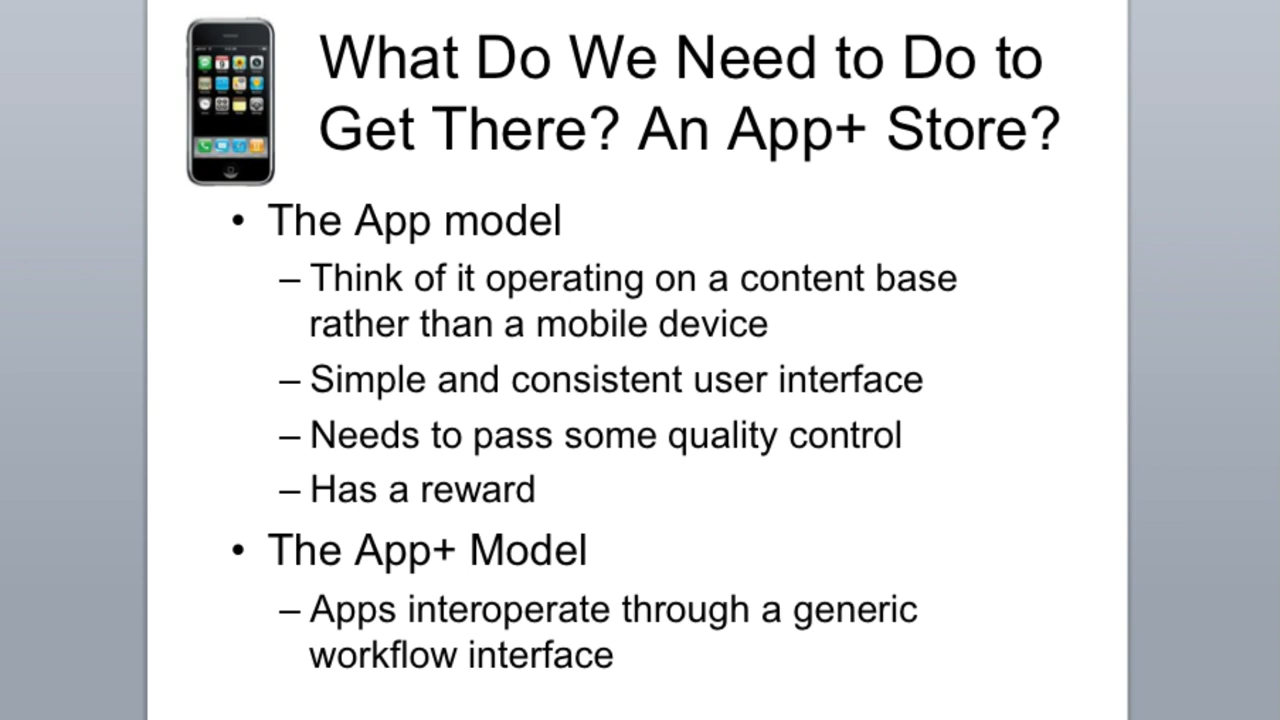 What Do We Need to Do to
Get There? An App+ Store?
• The App model
– Think of it operating on a content base
rather than a mobile device
– Simple and consistent user interface
– Needs to pass some quality control
– Has a reward
• The App+ Model
– Apps interoperate through a generic
workflow interface